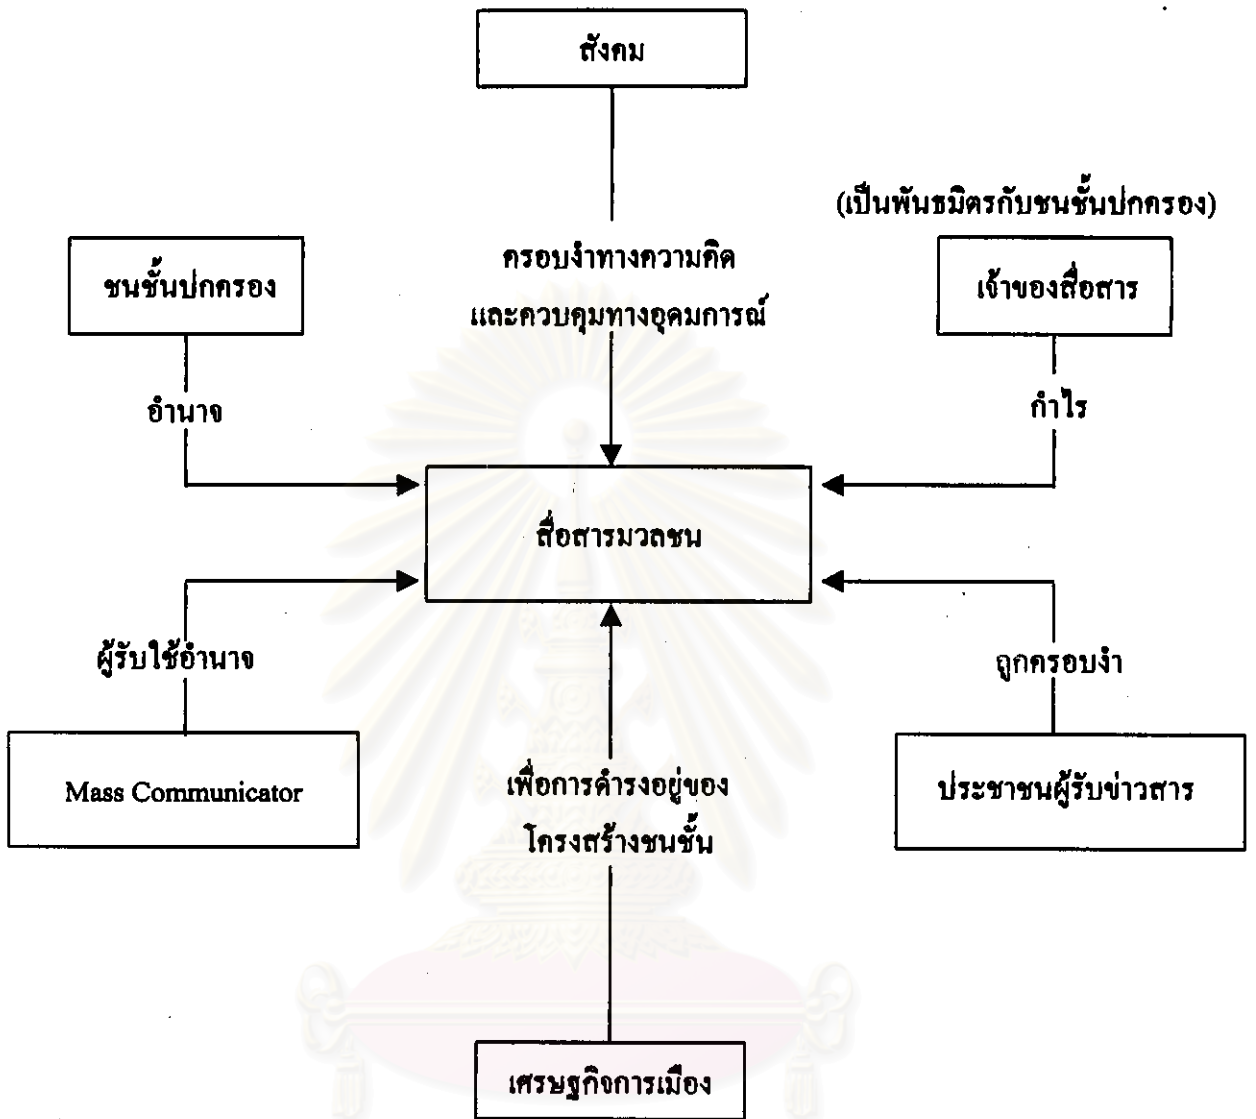 สังคม
(เป็นพันธมิตรกับชนชั้นปกครอง)
ชนชั้นปกครอง
ครอบงำทางความคิด
และควบคุมทางอุดมการณ์
เจ้าของสื่อสาร
อำนาจ
กำไร
สื่อสารมวลชน
ผู้รับใช้อำนาจ
ถูกครอบงำ
Mass Communicator
เพื่อการดำรงอยู่ของ
โครงสร้างชนชั้น
ประชาชนผู้รับข่าวสาร
เศรษฐกิจการเมือง